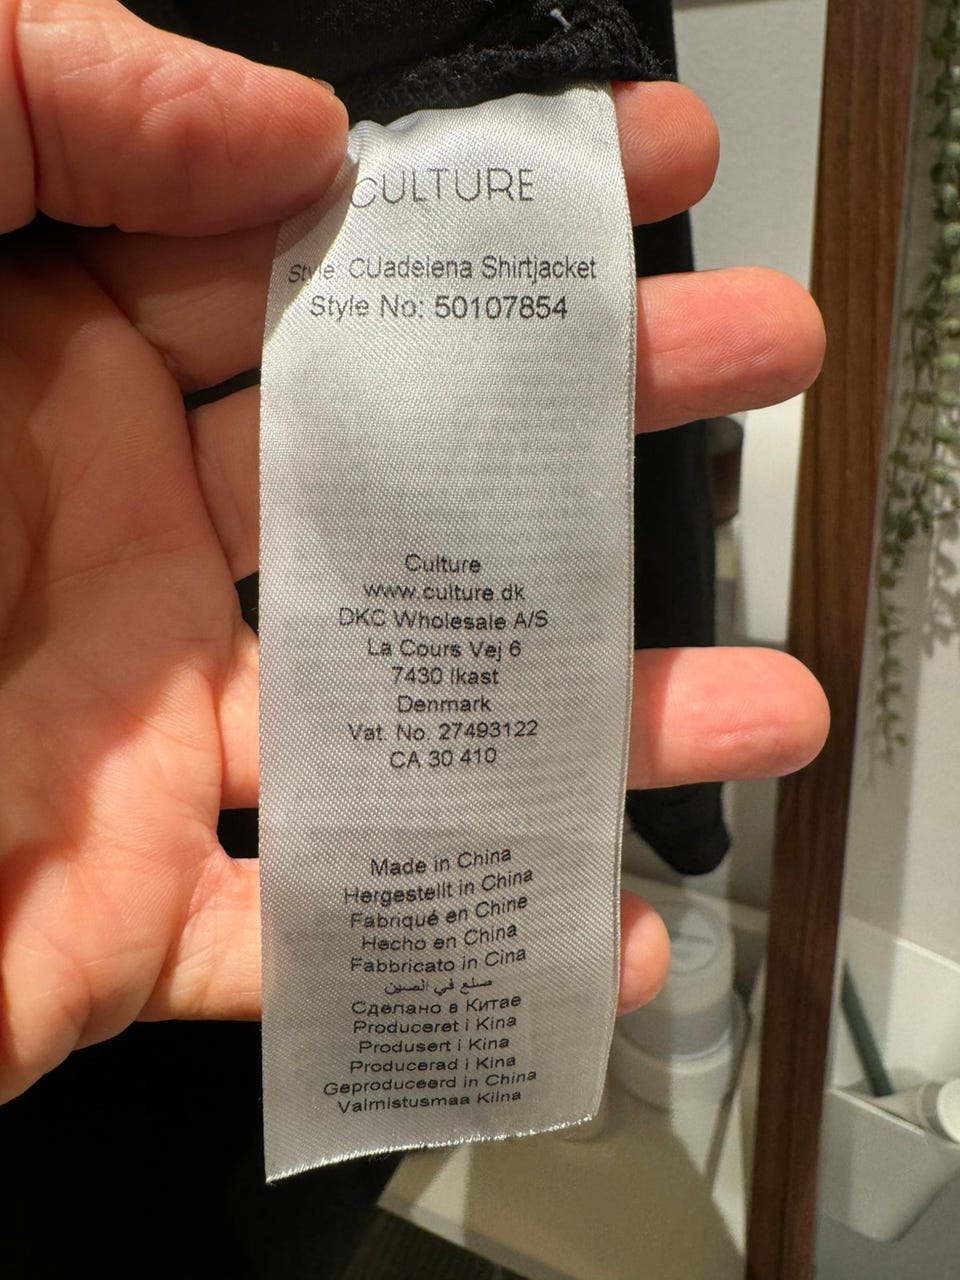 CULTURE
Style: CUadelena Shirtjacket
Style No: 50107854
Culture
www.culture.dk
DKC Wholesale A/S
La Cours Vej 6
7430 Ikast
Denmark
Vat. No. 27493122
CA 30 410
Made in China
Hergestellt in China
Fabriqué en Chine
Hecho en China
Fabbricato in Cina
صنع في الصين
Сделано в Китае
Produceret i Kina
Produsert i Kina
Producerad i Kina
Geproduceerd in China
Valmistusmaa Kiina